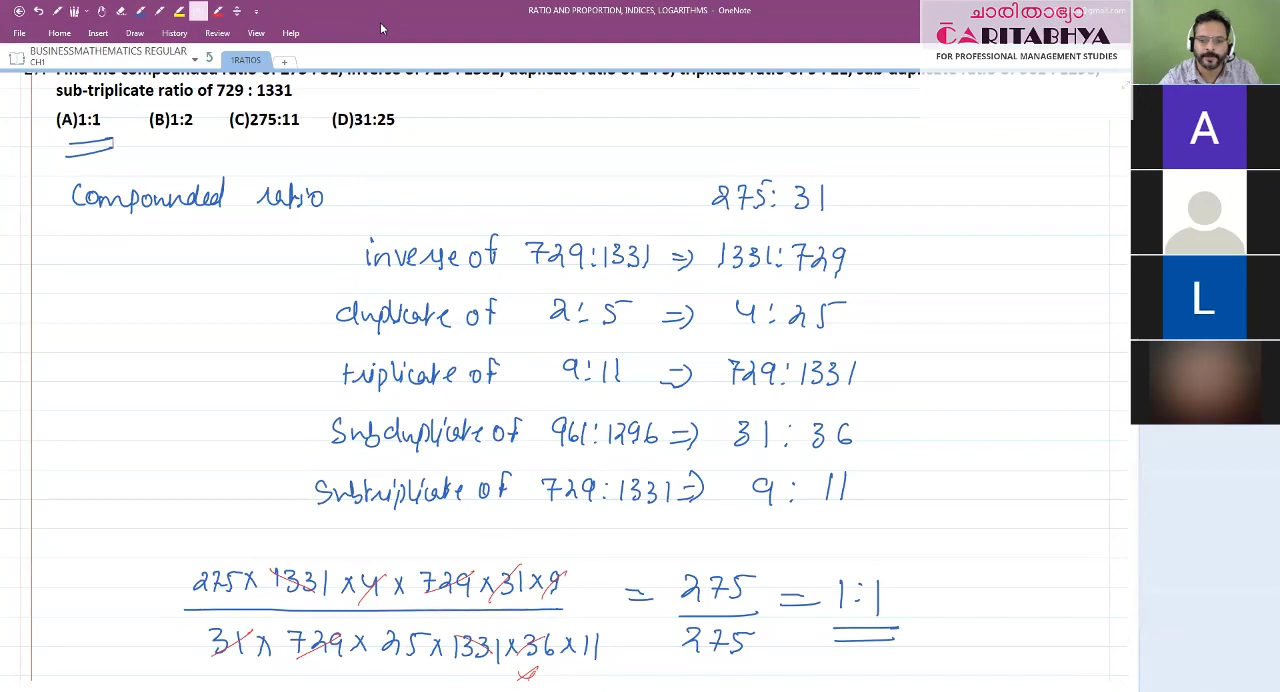 RATIO AND PROPORTION, INDICES, LOGARITHMS - OneNote
@gmail.com
File Home Insert Draw History Review View Help
ചാരിതാഭ്യാ
CARITABHYA
FOR PROFESSIONAL MANAGEMENT STUDIES
BUSINESSMATHEMATICS REGULAR
CH1
5
1RATIOS
sub-triplicate ratio of 729 : 1331
(A)1:1 (B)1:2 (C)275:11 (D)31:25
Compounded ratio 275: 31
inverse of 729:1331 => 1331:729
duplicate of 2:5 => 4:25
triplicate of 9:11 => 729:1331
Subduplicate of 961:1296 => 31:36
Subtriplicate of 729:1331 => 9:11
275 × 1331 × 4 × 729 × 31 × 9 = 275 = 1:1
31 × 729 × 25 × 1331 × 36 × 11 275
A
L